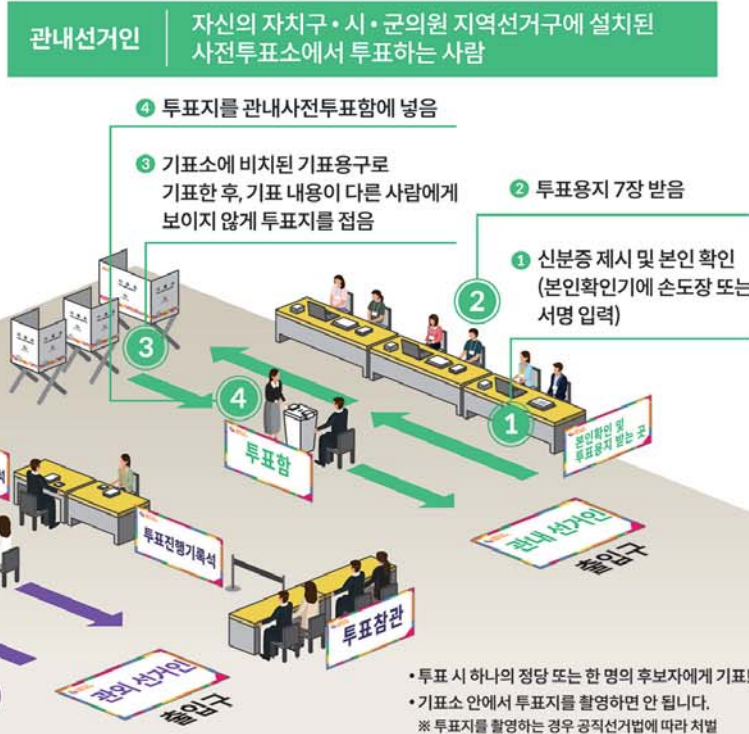 관내선거인
자신의 자치구·시·군의원 지역선거구에 설치된
사전투표소에서 투표하는 사람
④ 투표지를 관내사전투표함에 넣음
③ 기표소에 비치된 기표용구로
기표한 후, 기표 내용이 다른 사람에게
보이지 않게 투표지를 접음
② 투표용지 7장 받음
① 신분증 제시 및 본인 확인
(본인확인기에 손도장 또는
서명 입력)
2
3
4
1
본인확인 및
투표용지 받는 곳
투표함
관내 선거인
출입구
투표진행기록석
투표참관
관외 선거인
출입구
• 투표 시 하나의 정당 또는 한 명의 후보자에게 기표
• 기표소 안에서 투표지를 촬영하면 안 됩니다.
※ 투표지를 촬영하는 경우 공직선거법에 따라 처벌